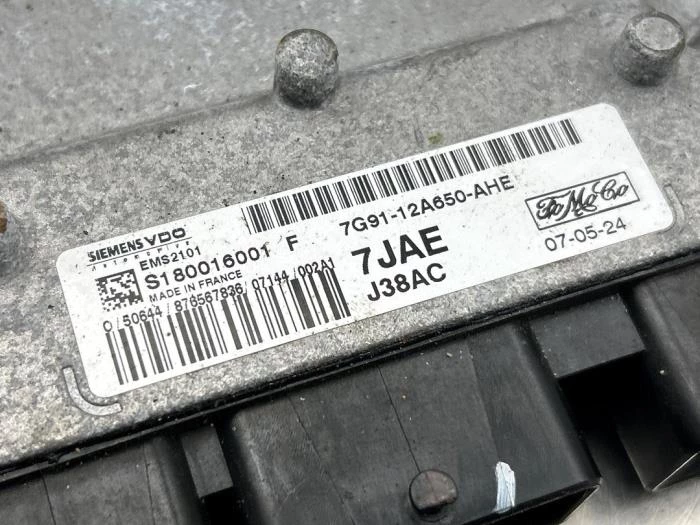 SIEMENS VDO
Automotive
EMS2101
S180016001 F
MADE IN FRANCE
0/50644/876567836/07144/002A1
7G91-12A650-AHE
7JAE
J38AC
FoMoCo
07-05-24